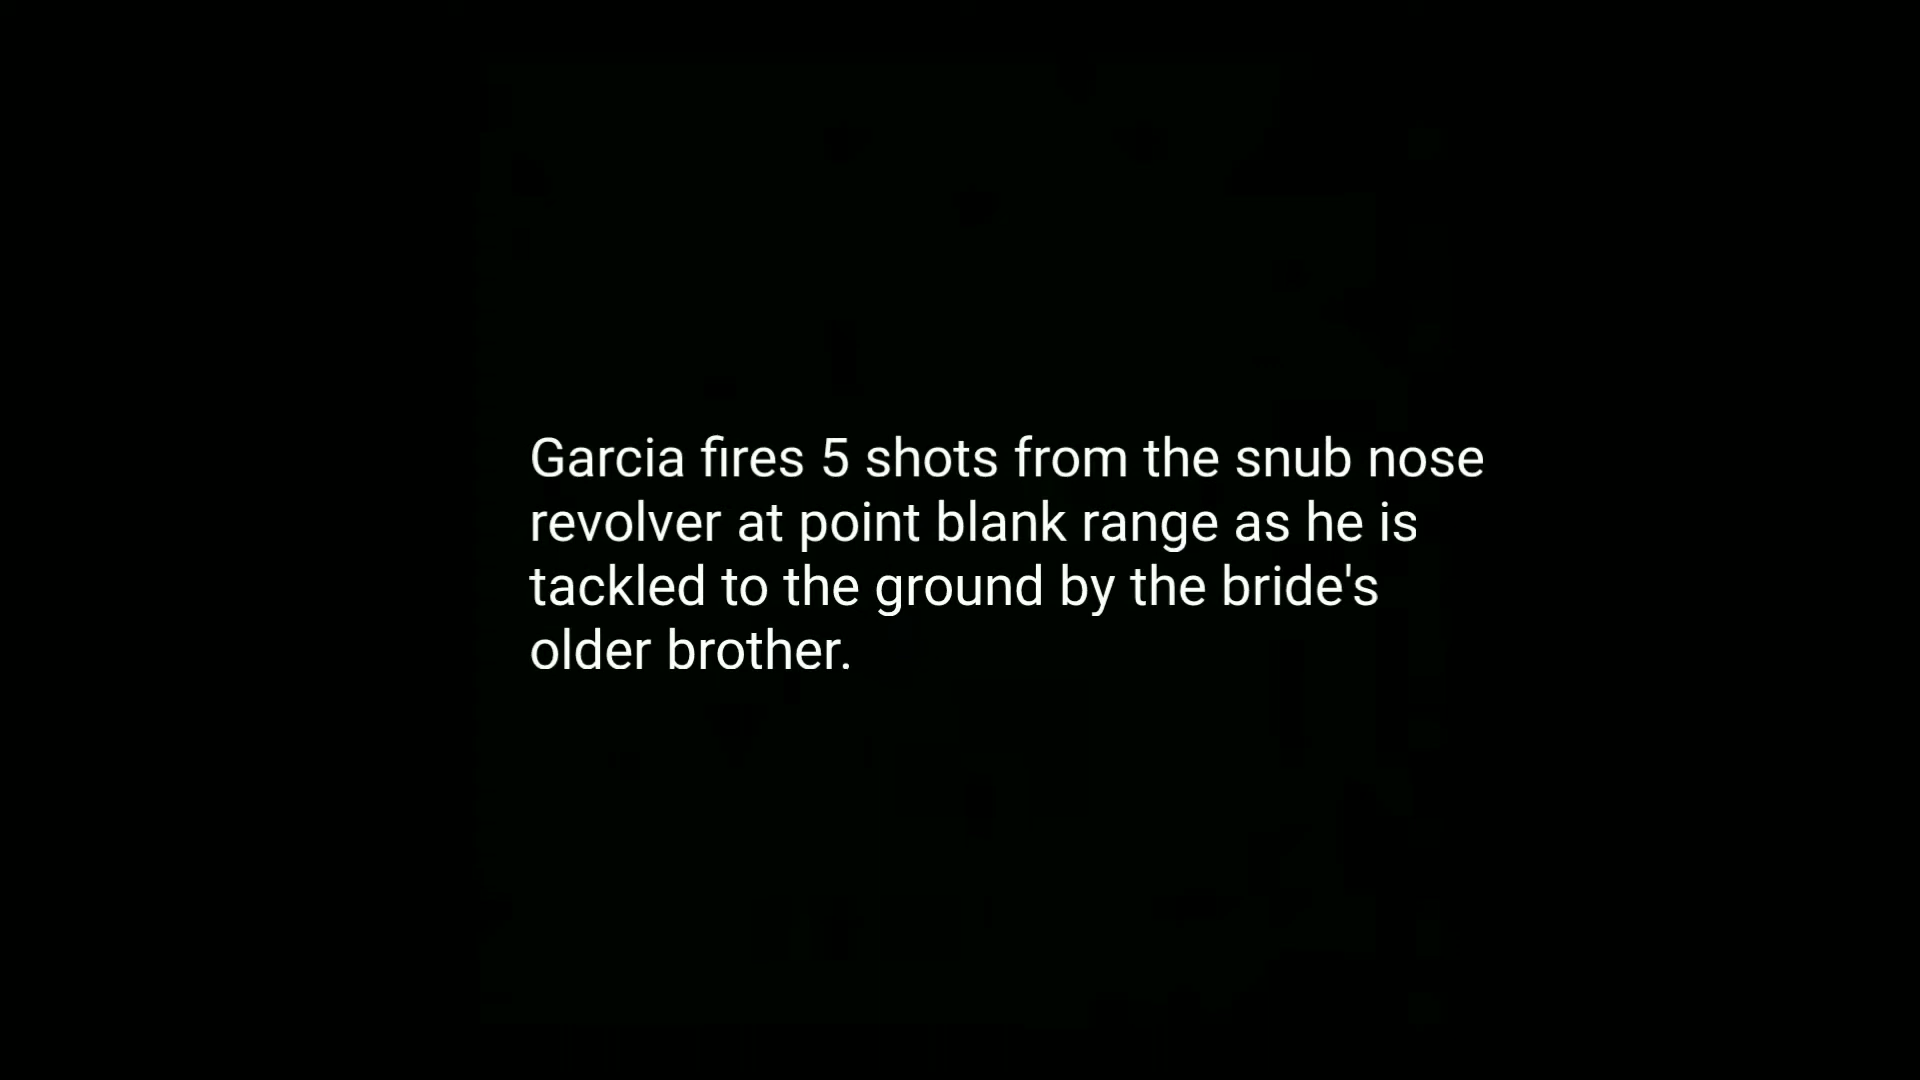 Garcia fires 5 shots from the snub nose
revolver at point blank range as he is
tackled to the ground by the bride's
older brother.